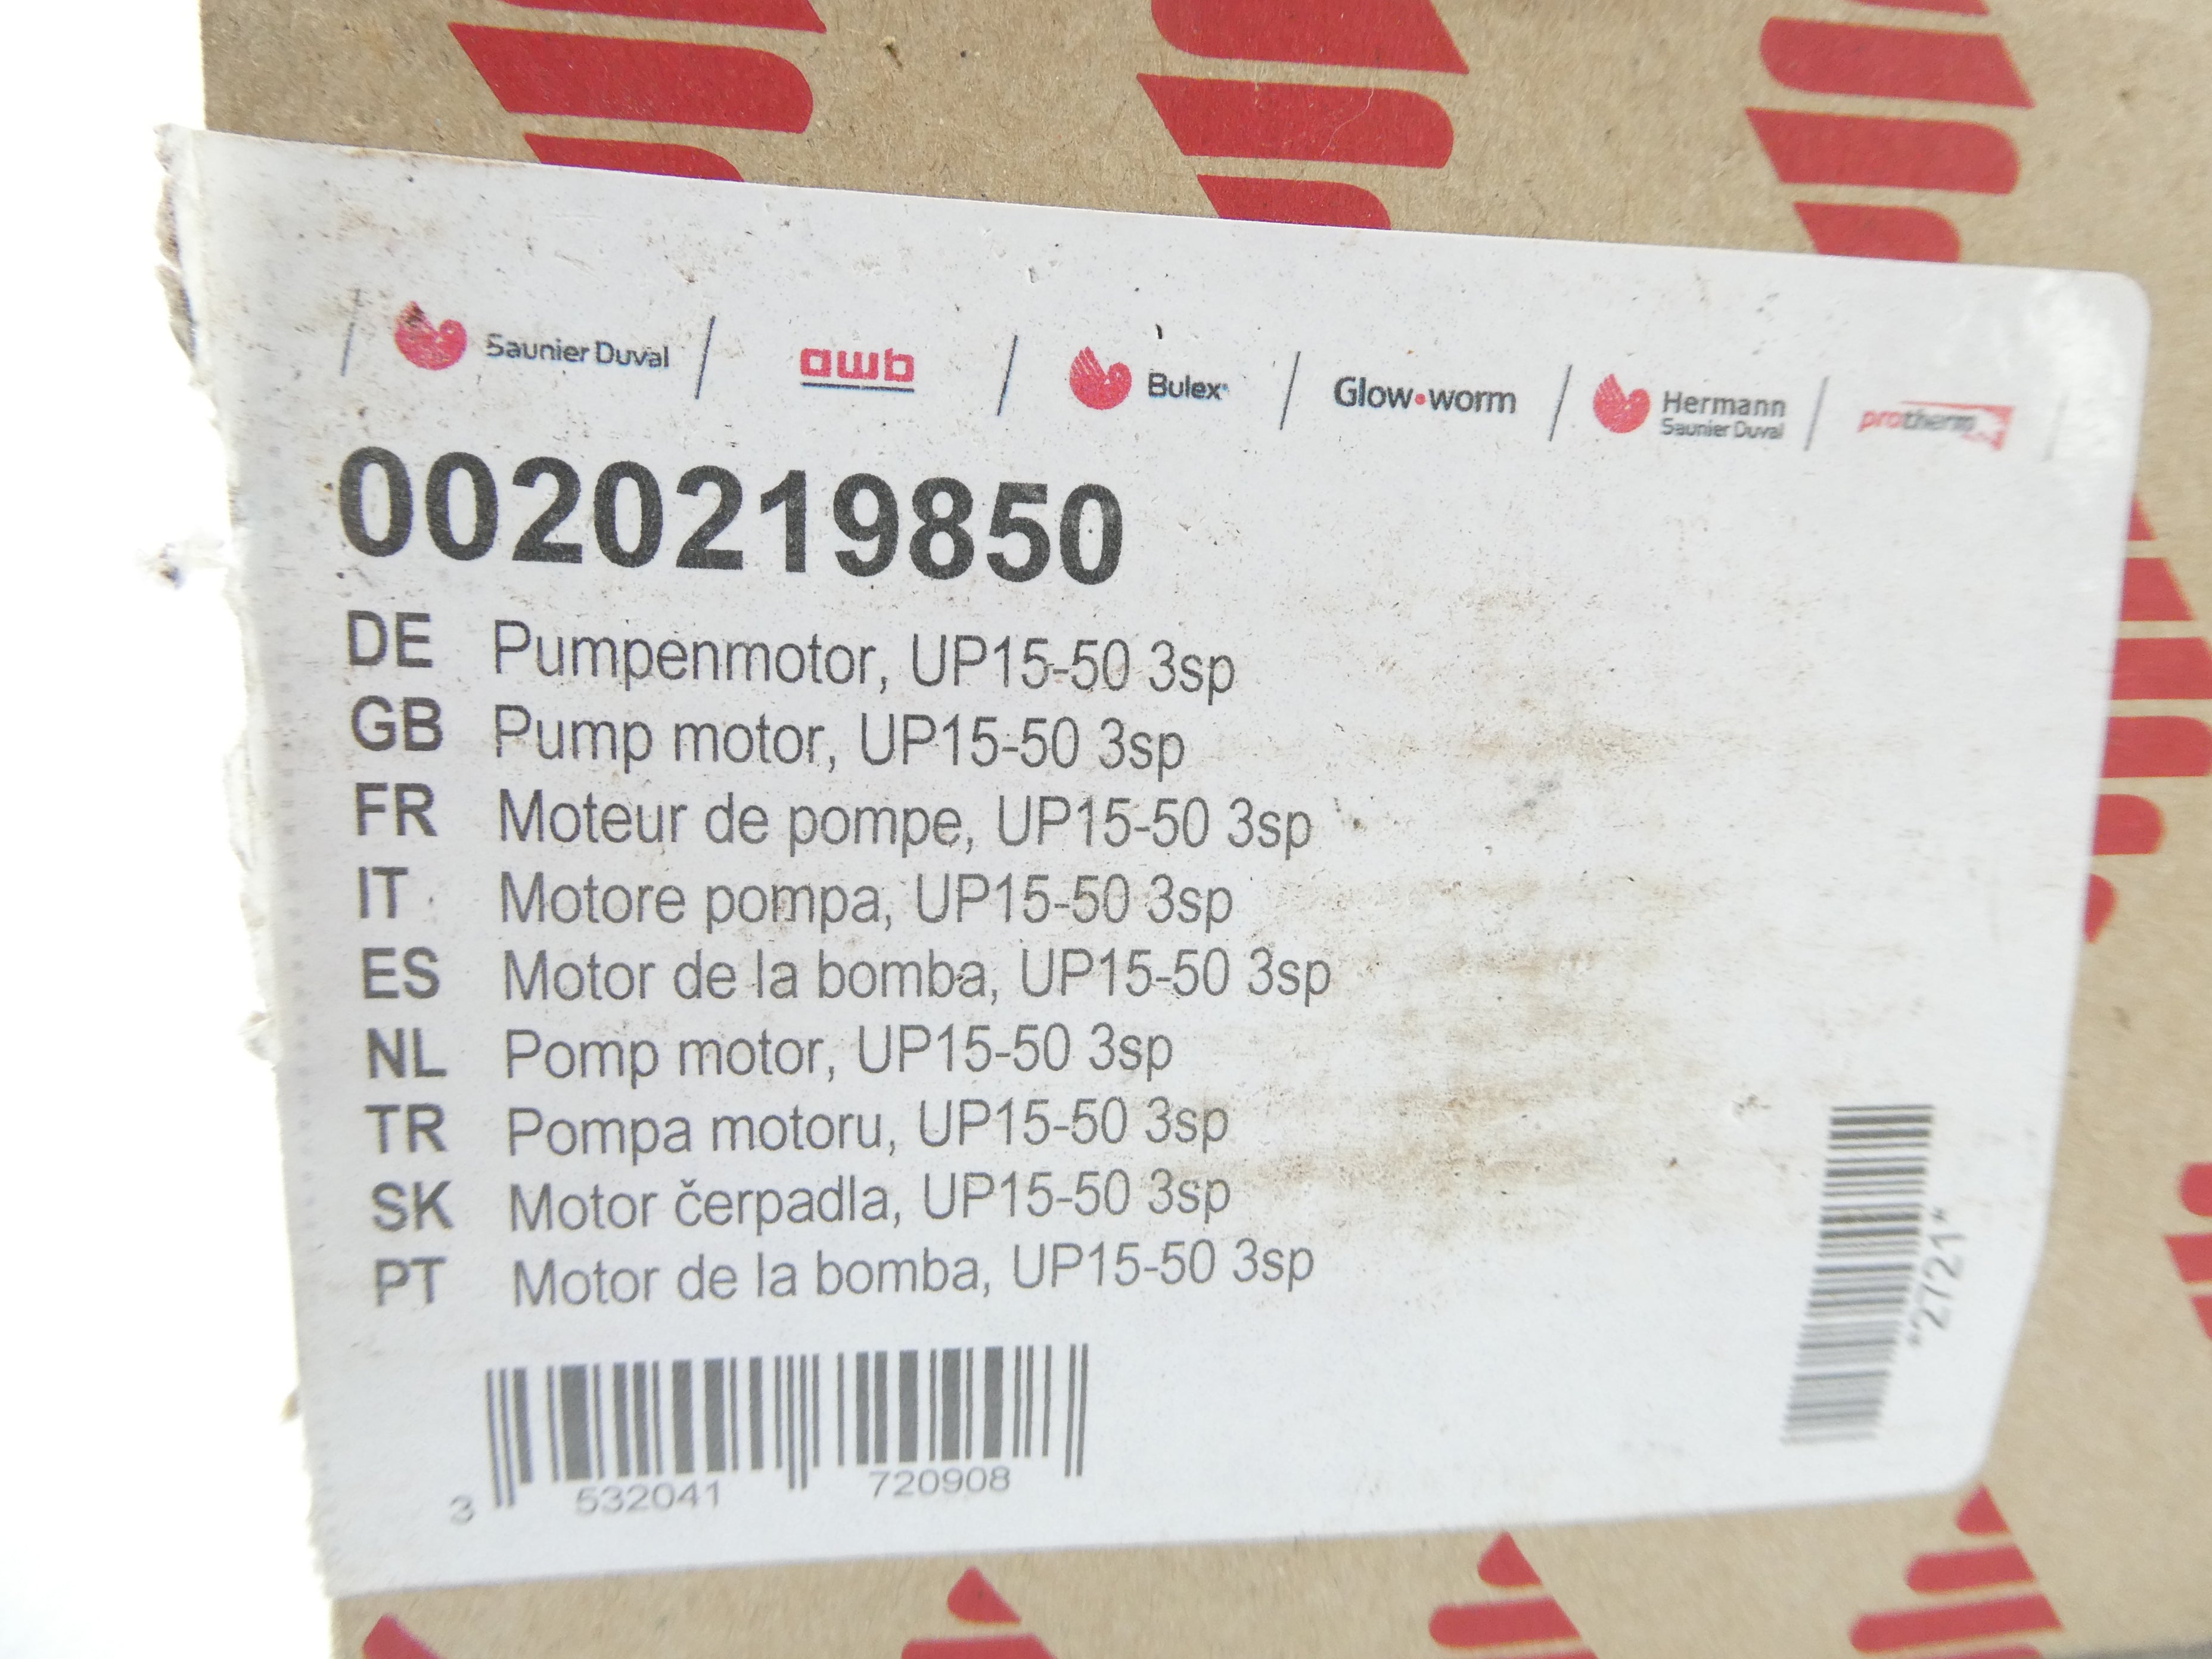 Saunier Duval / awb / Bulex / Glow•worm / Hermann Saunier Duval / protherm
0020219850
DE Pumpenmotor, UP15-50 3sp
GB Pump motor, UP15-50 3sp
FR Moteur de pompe, UP15-50 3sp
IT Motore pompa, UP15-50 3sp
ES Motor de la bomba, UP15-50 3sp
NL Pomp motor, UP15-50 3sp
TR Pompa motoru, UP15-50 3sp
SK Motor čerpadla, UP15-50 3sp
PT Motor de la bomba, UP15-50 3sp
3 532041 720908
*2721*